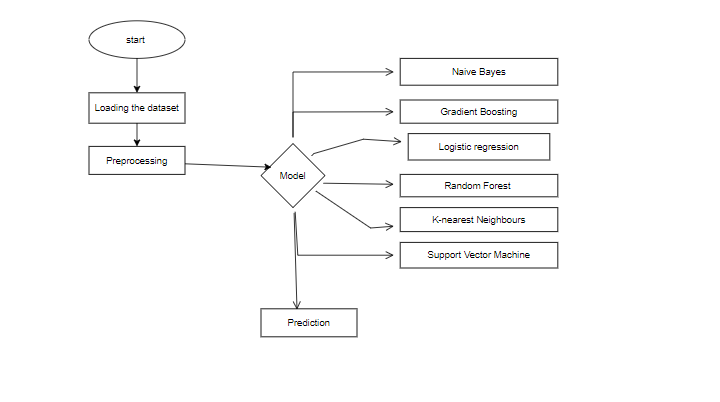 start
Loading the dataset
Preprocessing
Model
Naive Bayes
Gradient Boosting
Logistic regression
Random Forest
K-nearest Neighbours
Support Vector Machine
Prediction